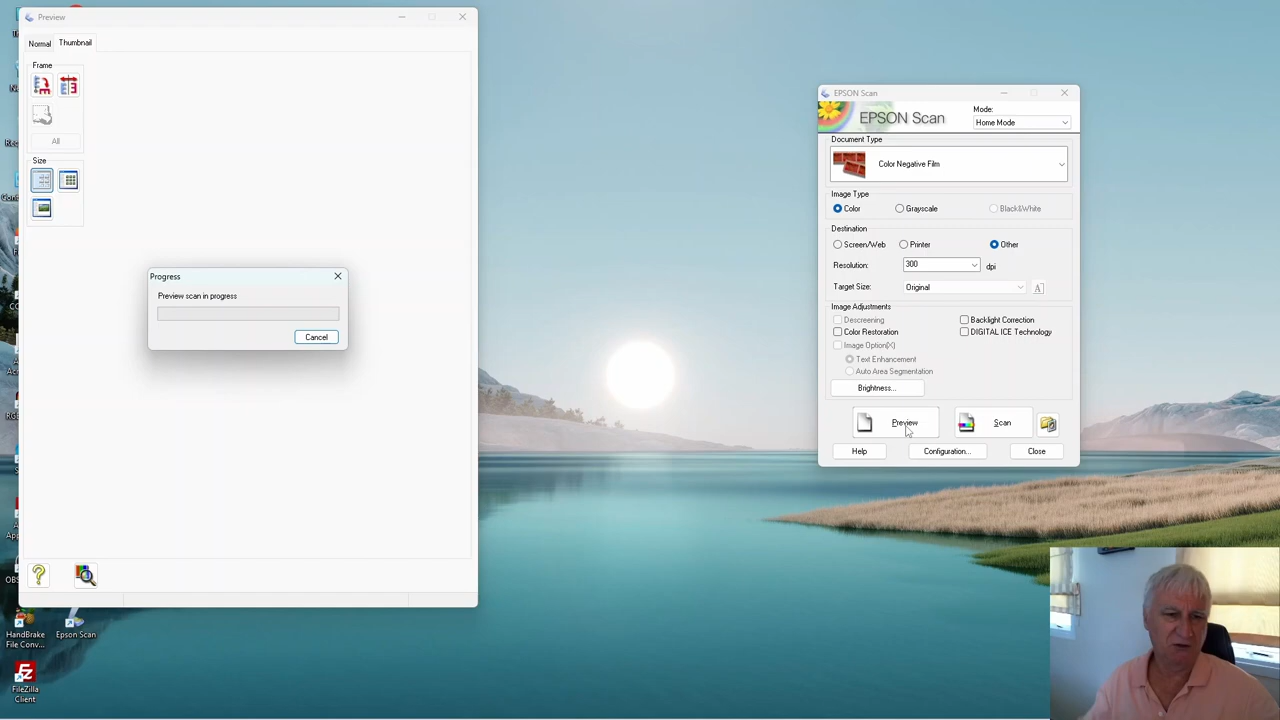 Preview
Normal
Thumbnail
Frame
All
Size
Progress
Preview scan in progress
Cancel
EPSON Scan
EPSON Scan
Mode:
Home Mode
Document Type
Color Negative Film
Image Type
Color
Grayscale
Black&White
Destination
Screen/Web
Printer
Other
Resolution:
300
dpi
Target Size:
Original
Image Adjustments
Descreening
Backlight Correction
Color Restoration
DIGITAL ICE Technology
Image Option(X)
Text Enhancement
Auto Area Segmentation
Brightness...
Preview
Scan
Help
Configuration...
Close
HandBrake
File Conv...
Epson Scan
FileZilla
Client